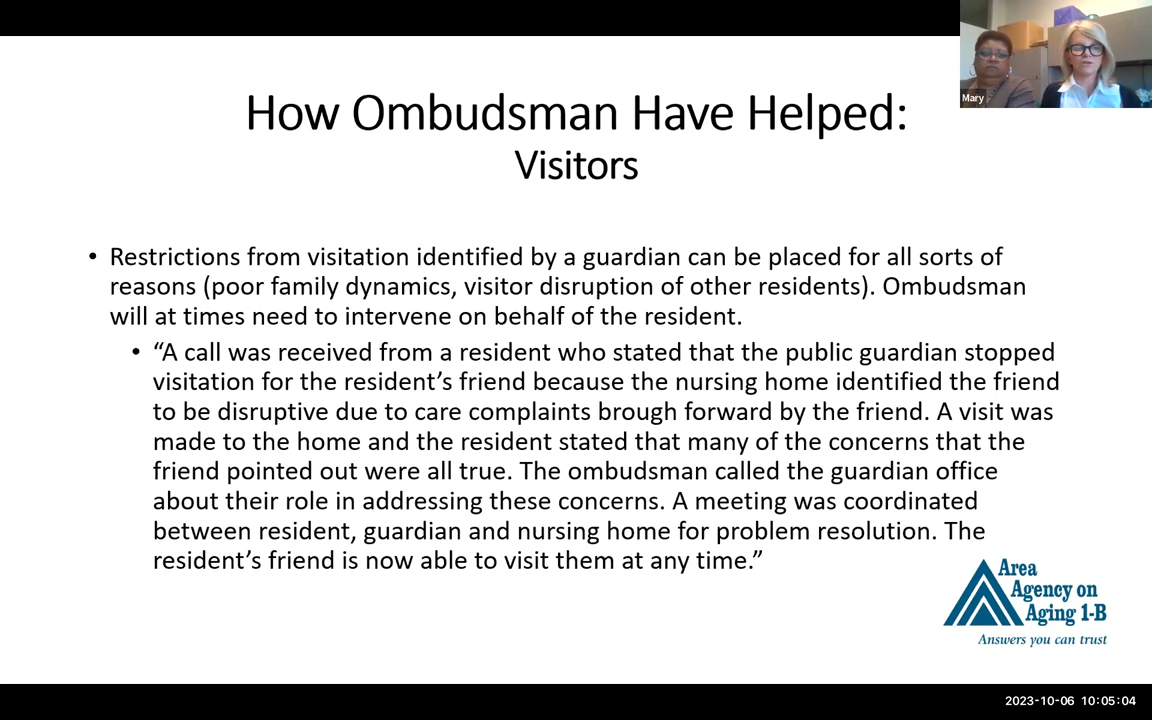 Mary
How Ombudsman Have Helped:
Visitors
• Restrictions from visitation identified by a guardian can be placed for all sorts of
reasons (poor family dynamics, visitor disruption of other residents). Ombudsman
will at times need to intervene on behalf of the resident.
• “A call was received from a resident who stated that the public guardian stopped
visitation for the resident’s friend because the nursing home identified the friend
to be disruptive due to care complaints brough forward by the friend. A visit was
made to the home and the resident stated that many of the concerns that the
friend pointed out were all true. The ombudsman called the guardian office
about their role in addressing these concerns. A meeting was coordinated
between resident, guardian and nursing home for problem resolution. The
resident’s friend is now able to visit them at any time.”
Area
Agency on
Aging 1-B
Answers you can trust
2023-10-06 10:05:04